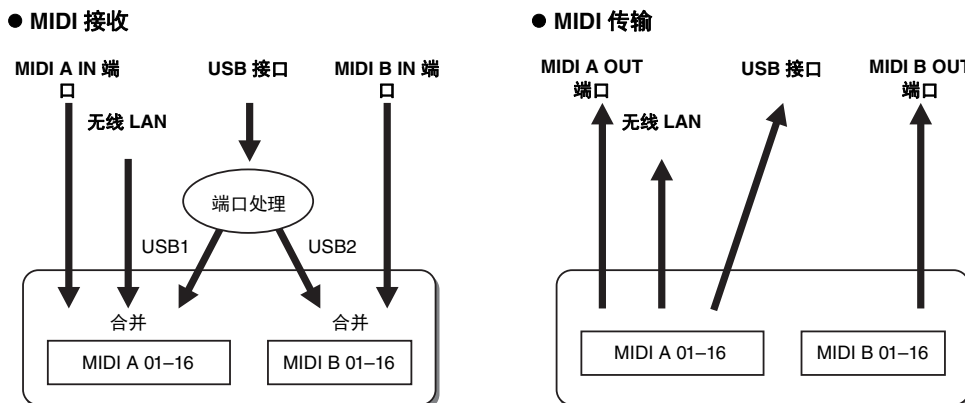 ● MIDI 接收
MIDI A IN 端
口
USB 接口
MIDI B IN 端
口
无线 LAN
端口处理
USB1
USB2
合并
合并
MIDI A 01–16
MIDI B 01–16
● MIDI 传输
MIDI A OUT
端口
USB 接口
MIDI B OUT
端口
无线 LAN
MIDI A 01–16
MIDI B 01–16